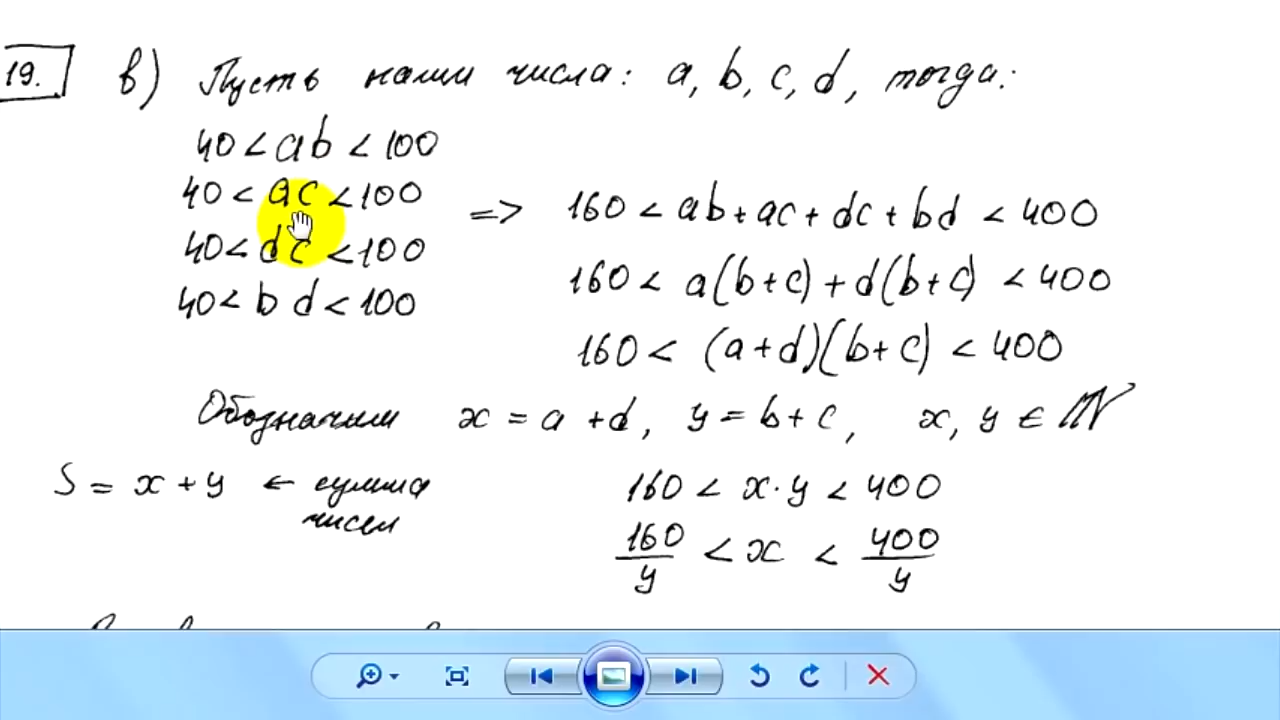 19. в) Пусть наши числа: a, b, c, d, тогда:
40 < ab < 100
40 < ac < 100
40 < dc < 100
40 < bd < 100
=> 160 < ab + ac + dc + bd < 400
160 < a(b+c) + d(b+c) < 400
160 < (a+d)(b+c) < 400
Обозначим x = a + d, y = b + c, x, y ∈ ℕ
S = x + y ← сумма чисел
160 < x·y < 400
160/y < x < 400/y